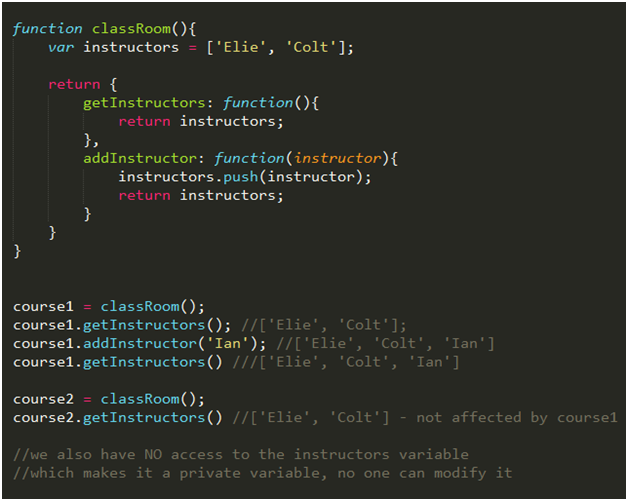 function classRoom(){
    var instructors = ['Elie', 'Colt'];

    return {
        getInstructors: function(){
            return instructors;
        },
        addInstructor: function(instructor){
            instructors.push(instructor);
            return instructors;
        }
    }
}

course1 = classRoom();
course1.getInstructors(); //['Elie', 'Colt'];
course1.addInstructor('Ian'); //['Elie', 'Colt', 'Ian']
course1.getInstructors() ///['Elie', 'Colt', 'Ian']

course2 = classRoom();
course2.getInstructors() //['Elie', 'Colt'] - not affected by course1

//we also have NO access to the instructors variable
//which makes it a private variable, no one can modify it